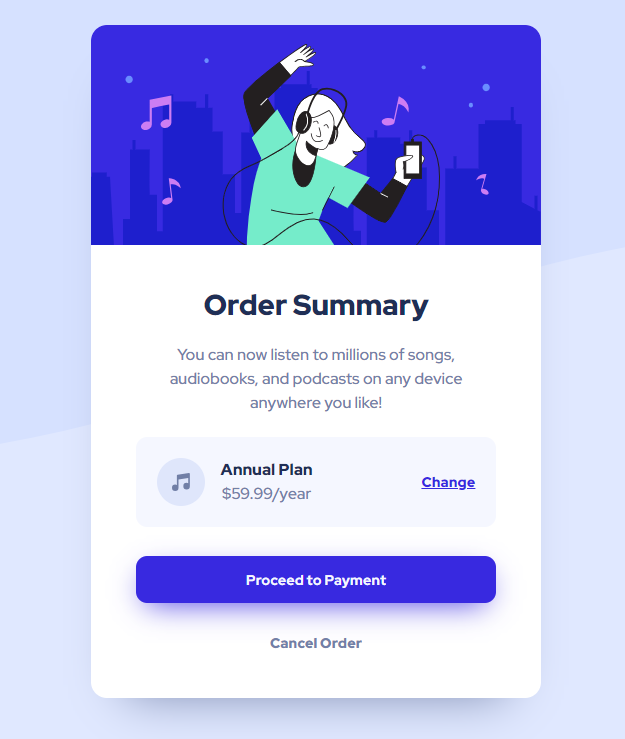 Order Summary
You can now listen to millions of songs,
audiobooks, and podcasts on any device
anywhere you like!
Annual Plan
$59.99/year
Change
Proceed to Payment
Cancel Order